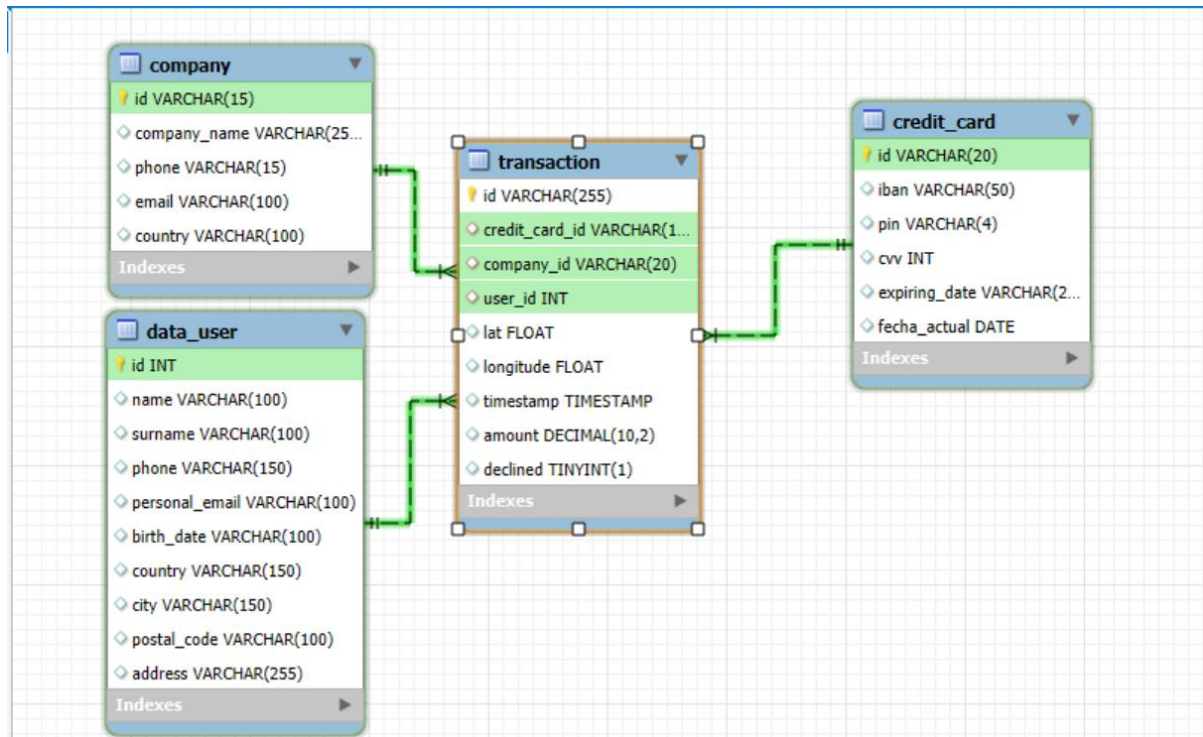 company
id VARCHAR(15)
company_name VARCHAR(25...
phone VARCHAR(15)
email VARCHAR(100)
country VARCHAR(100)
Indexes
data_user
id INT
name VARCHAR(100)
surname VARCHAR(100)
phone VARCHAR(150)
personal_email VARCHAR(100)
birth_date VARCHAR(100)
country VARCHAR(150)
city VARCHAR(150)
postal_code VARCHAR(100)
address VARCHAR(255)
Indexes
transaction
id VARCHAR(255)
credit_card_id VARCHAR(1...
company_id VARCHAR(20)
user_id INT
lat FLOAT
longitude FLOAT
timestamp TIMESTAMP
amount DECIMAL(10,2)
declined TINYINT(1)
Indexes
credit_card
id VARCHAR(20)
iban VARCHAR(50)
pin VARCHAR(4)
cvv INT
expiring_date VARCHAR(2...
fecha_actual DATE
Indexes